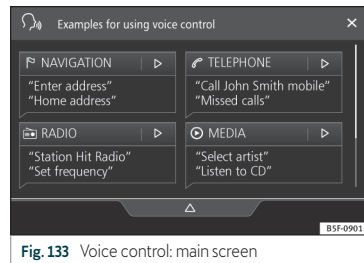 Examples for using voice control
NAVIGATION
"Enter address"
"Home address"
TELEPHONE
"Call John Smith mobile"
"Missed calls"
RADIO
"Station Hit Radio"
"Set frequency"
MEDIA
"Select artist"
"Listen to CD"
B5F-0901
Fig. 133 Voice control: main screen